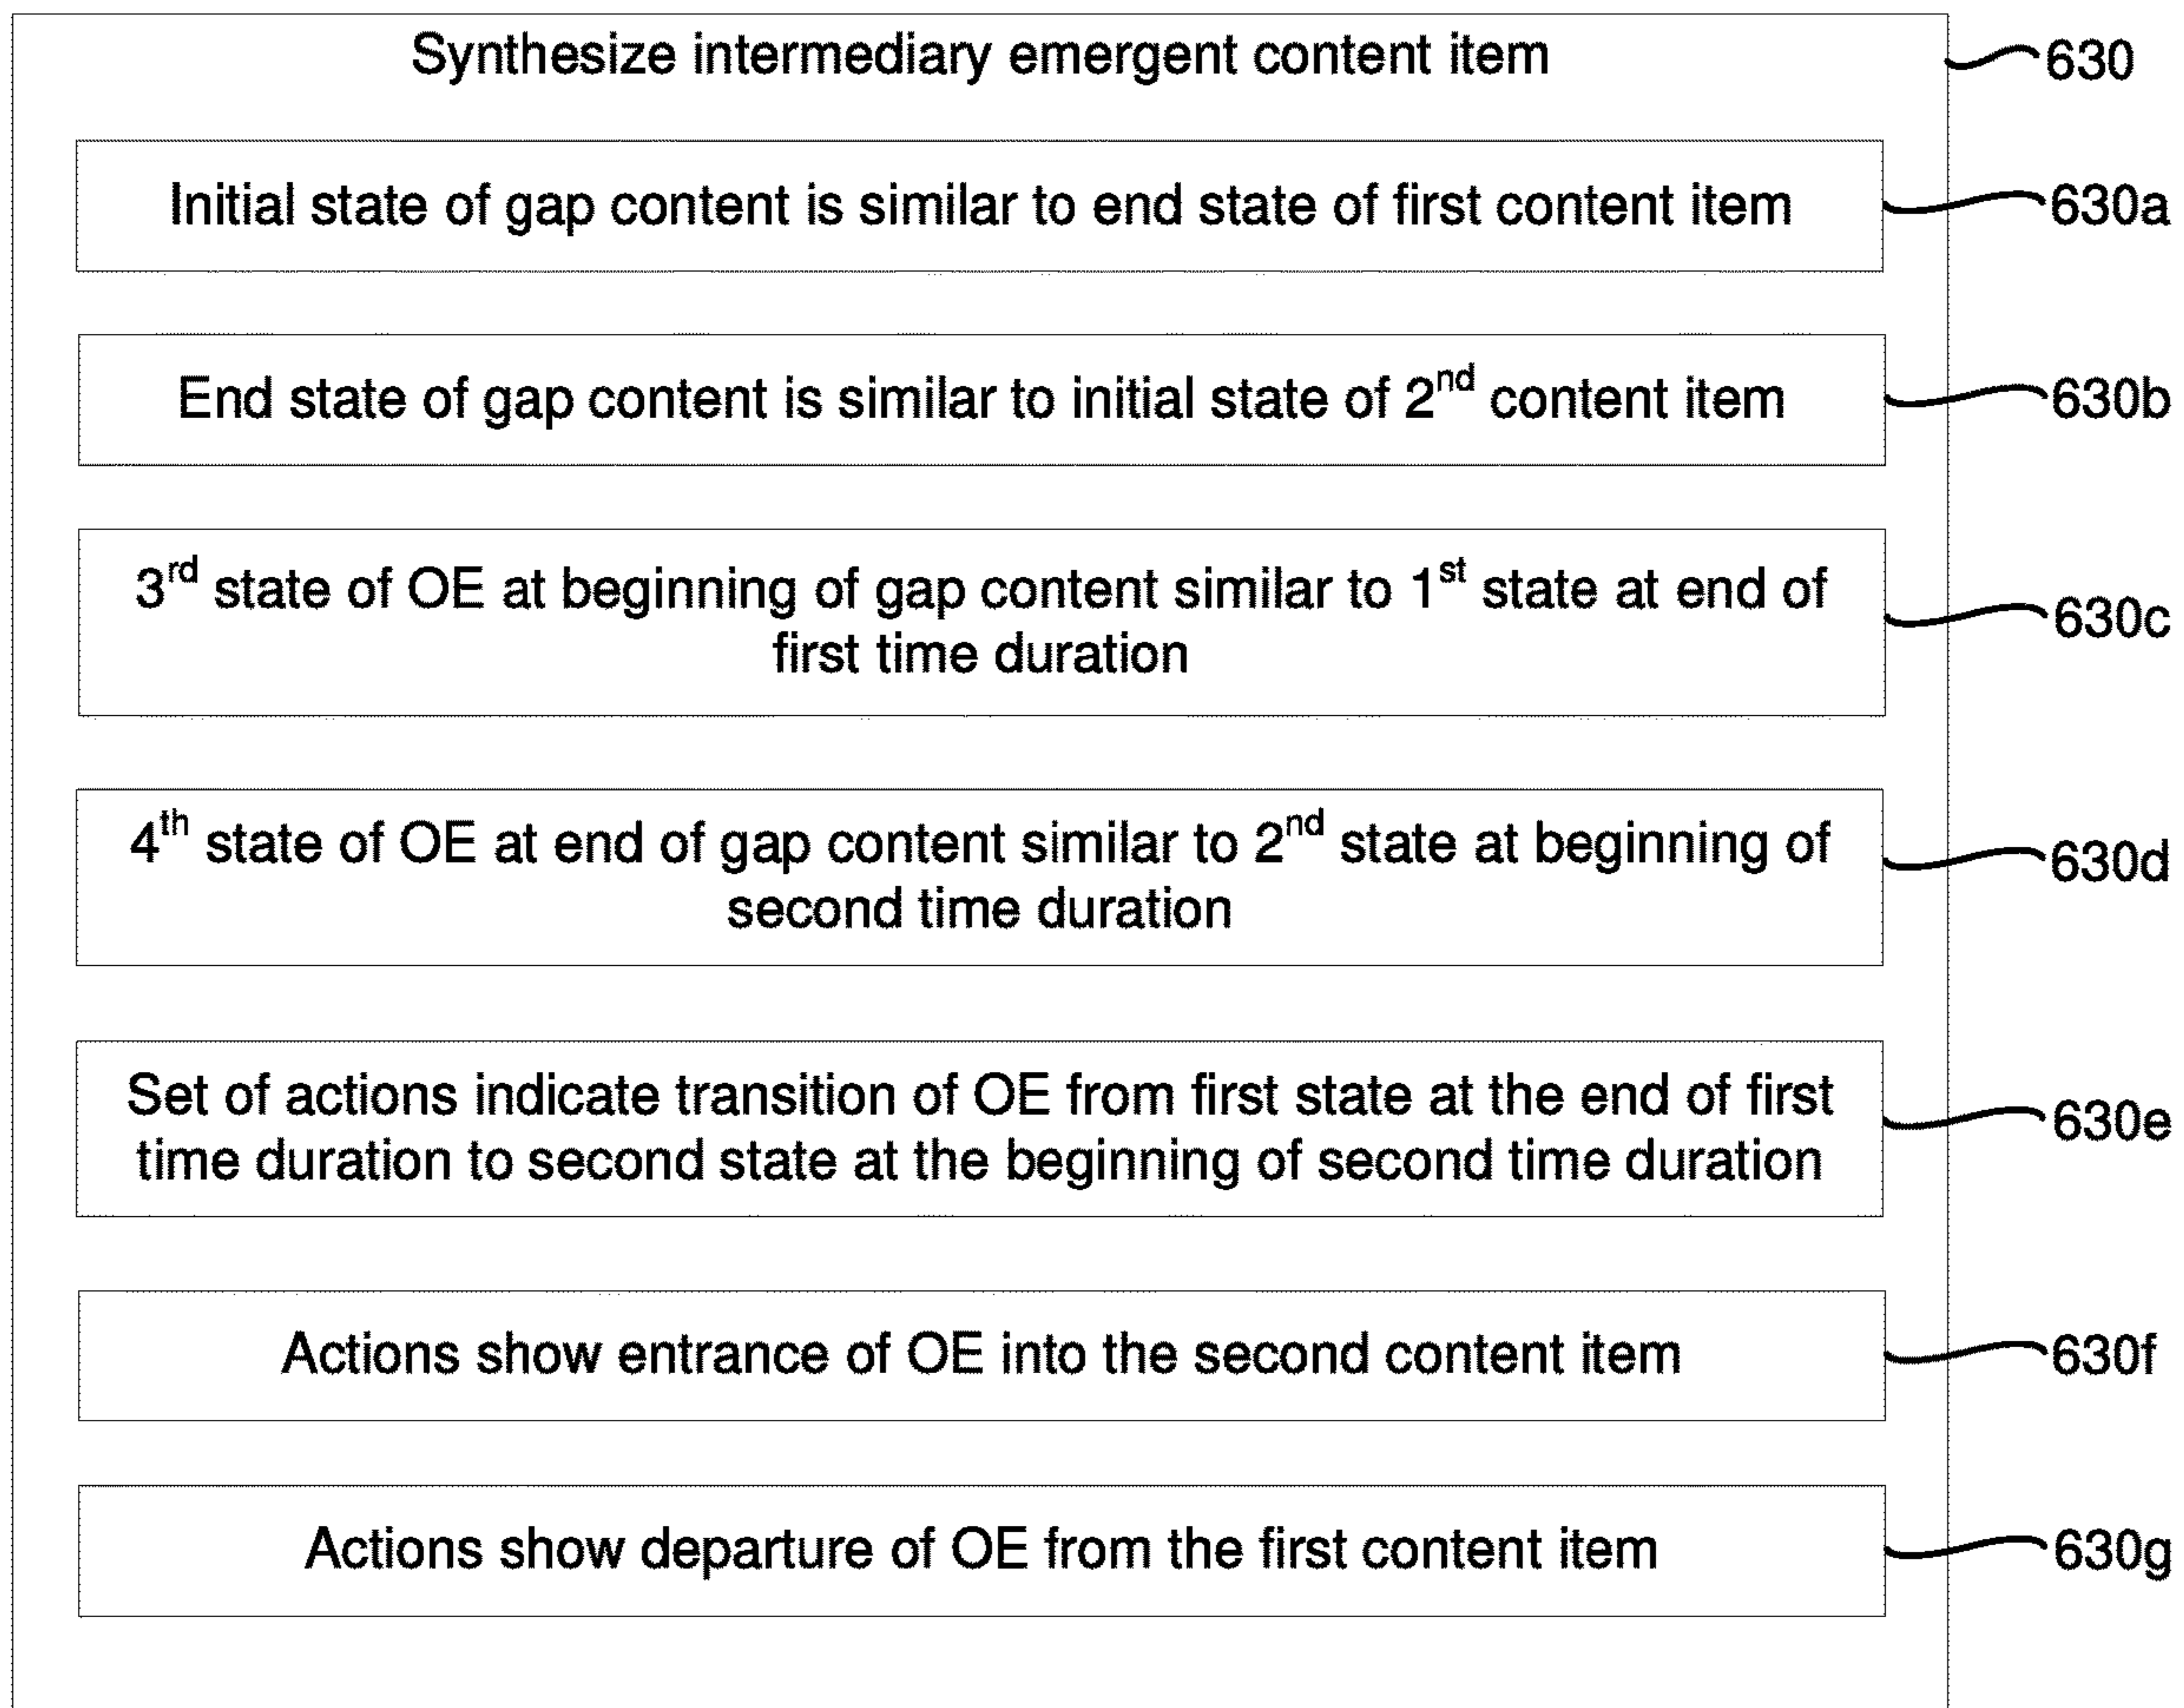 Synthesize intermediary emergent content item
630
Initial state of gap content is similar to end state of first content item
630a
End state of gap content is similar to initial state of 2nd content item
630b
3rd state of OE at beginning of gap content similar to 1st state at end of
first time duration
630c
4th state of OE at end of gap content similar to 2nd state at beginning of
second time duration
630d
Set of actions indicate transition of OE from first state at the end of first
time duration to second state at the beginning of second time duration
630e
Actions show entrance of OE into the second content item
630f
Actions show departure of OE from the first content item
630g